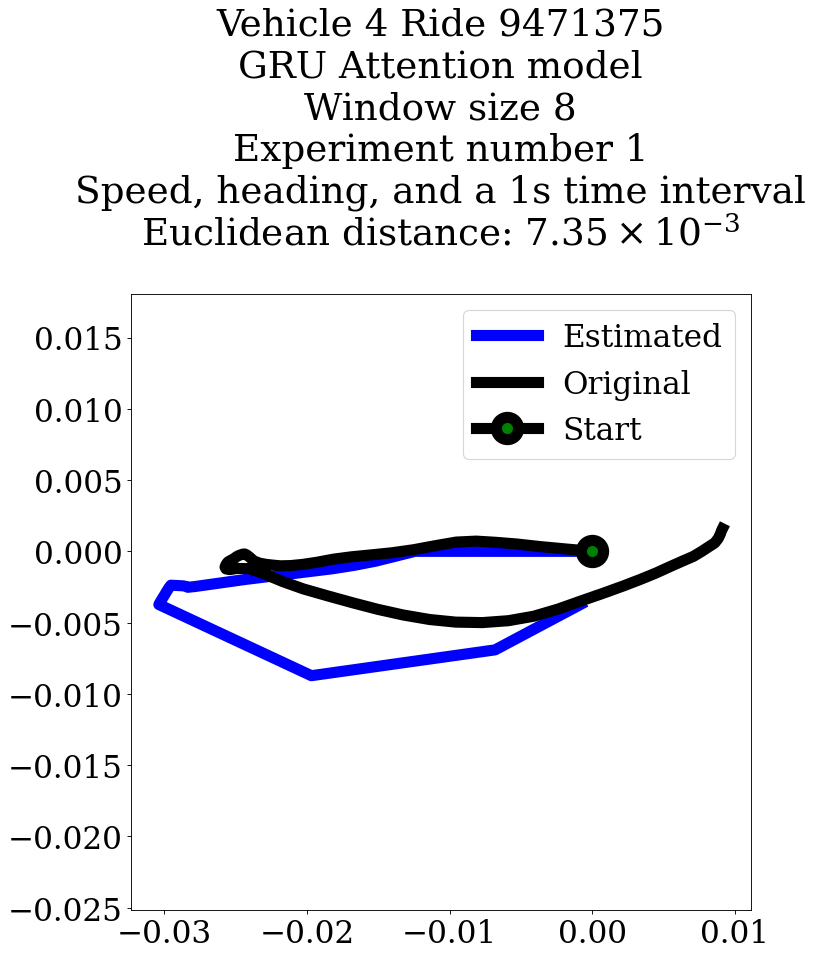 Vehicle 4 Ride 9471375
GRU Attention model
Window size 8
Experiment number 1
Speed, heading, and a 1s time interval
Euclidean distance: 7.35 × 10⁻³
Estimated
Original
Start
0.015
0.010
0.005
0.000
−0.005
−0.010
−0.015
−0.020
−0.025
−0.03 −0.02 −0.01 0.00 0.01